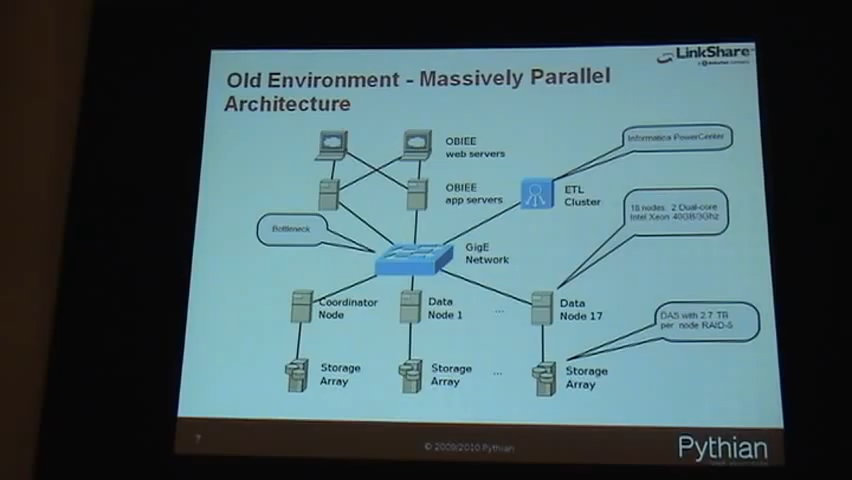 LinkShare
Old Environment - Massively Parallel
Architecture
OBIEE
web servers
Informatica PowerCenter
OBIEE
app servers
ETL
Cluster
18 nodes, 2 Dual-core
Intel Xeon 40GB/3Ghz
Bottleneck
GigE
Network
Coordinator
Node
Data
Node 1
...
Data
Node 17
DAS with 2.7 TB
per node RAID-5
Storage
Array
Storage
Array
...
Storage
Array
7
© 2009/2010 Pythian
Pythian